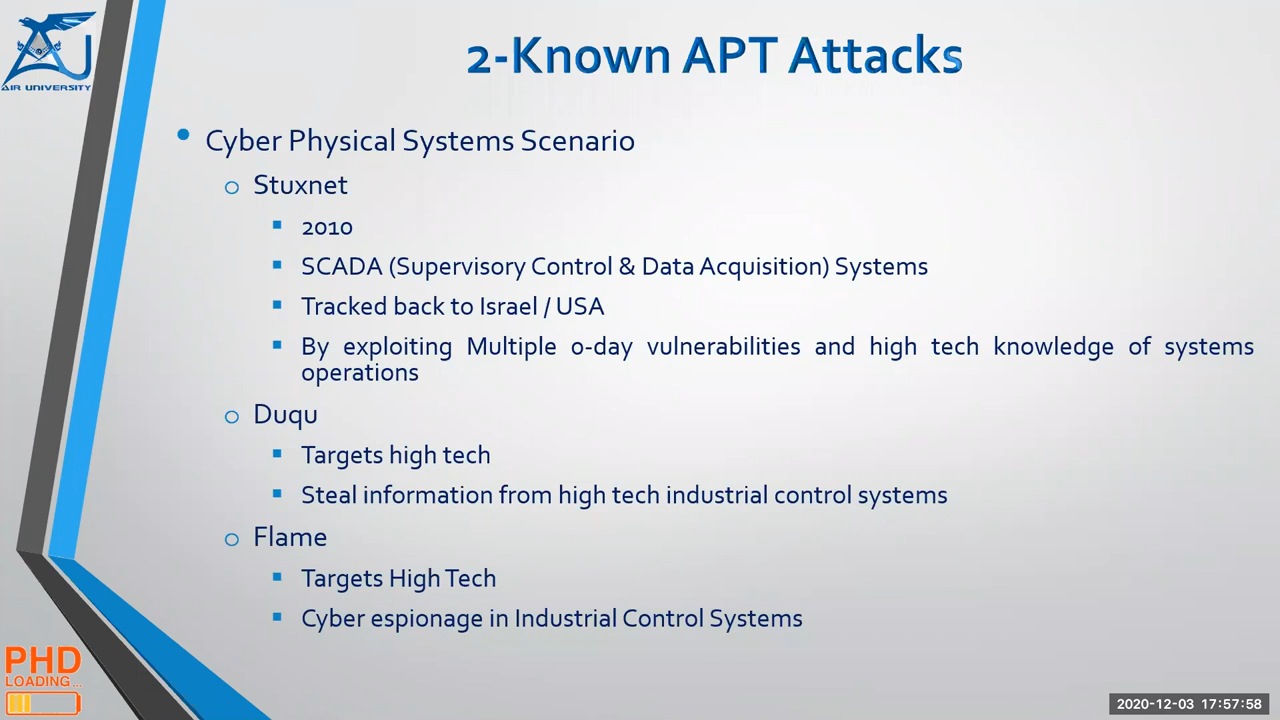 2-Known APT Attacks
AIR UNIVERSITY
• Cyber Physical Systems Scenario
o Stuxnet
▪ 2010
▪ SCADA (Supervisory Control & Data Acquisition) Systems
▪ Tracked back to Israel / USA
▪ By exploiting Multiple 0-day vulnerabilities and high tech knowledge of systems
operations
o Duqu
▪ Targets high tech
▪ Steal information from high tech industrial control systems
o Flame
▪ Targets High Tech
▪ Cyber espionage in Industrial Control Systems
PHD
LOADING...
2020-12-03 17:57:58